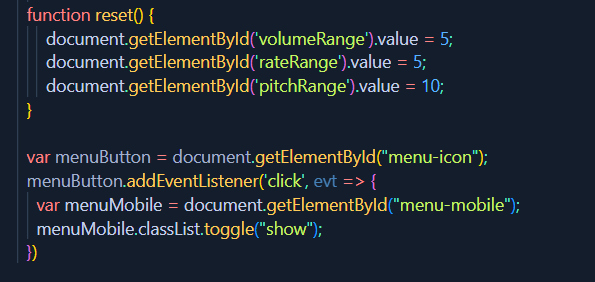 function reset() {
document.getElementById('volumeRange').value = 5;
document.getElementById('rateRange').value = 5;
document.getElementById('pitchRange').value = 10;
}
var menuButton = document.getElementById("menu-icon");
menuButton.addEventListener('click', evt => {
var menuMobile = document.getElementById("menu-mobile");
menuMobile.classList.toggle("show");
})